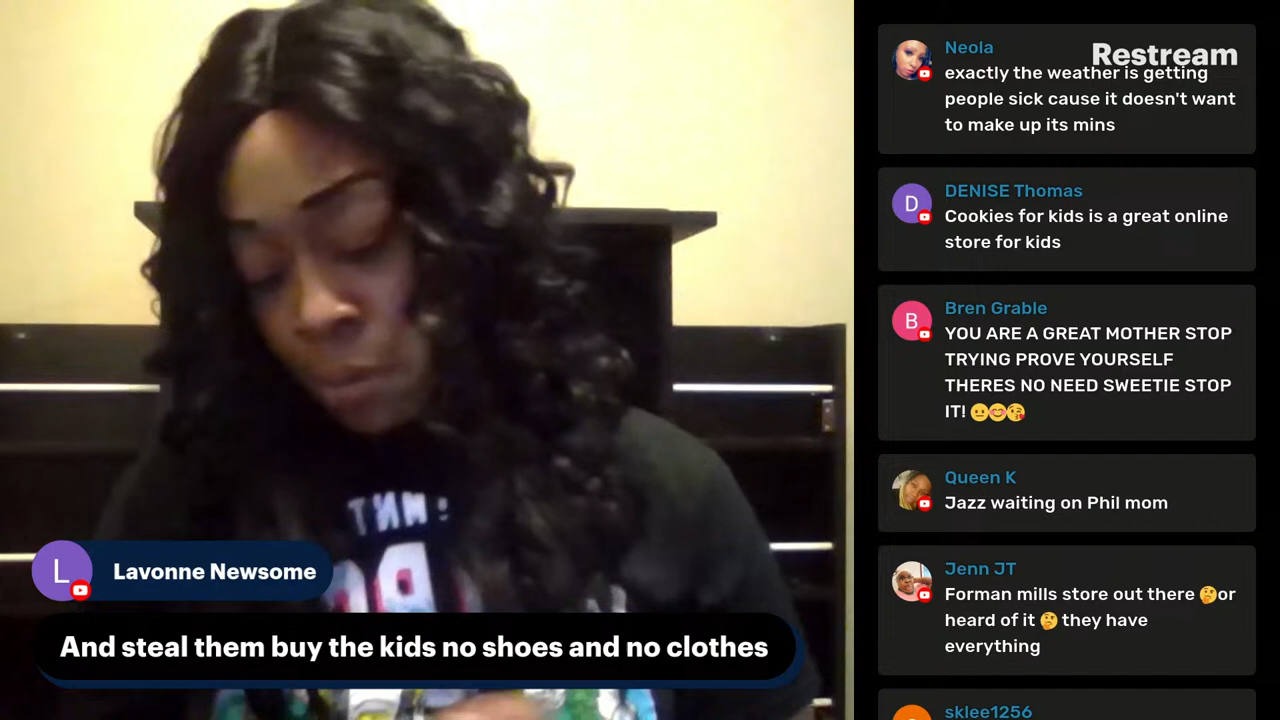 Restream
Neola
exactly the weather is getting
people sick cause it doesn't want
to make up its mins
D
DENISE Thomas
Cookies for kids is a great online
store for kids
B
Bren Grable
YOU ARE A GREAT MOTHER STOP
TRYING PROVE YOURSELF
THERES NO NEED SWEETIE STOP
IT! 😐😊😘
Queen K
Jazz waiting on Phil mom
Jenn JT
Forman mills store out there 🤔or
heard of it 🤔 they have
everything
sklee1256
L
Lavonne Newsome
And steal them buy the kids no shoes and no clothes